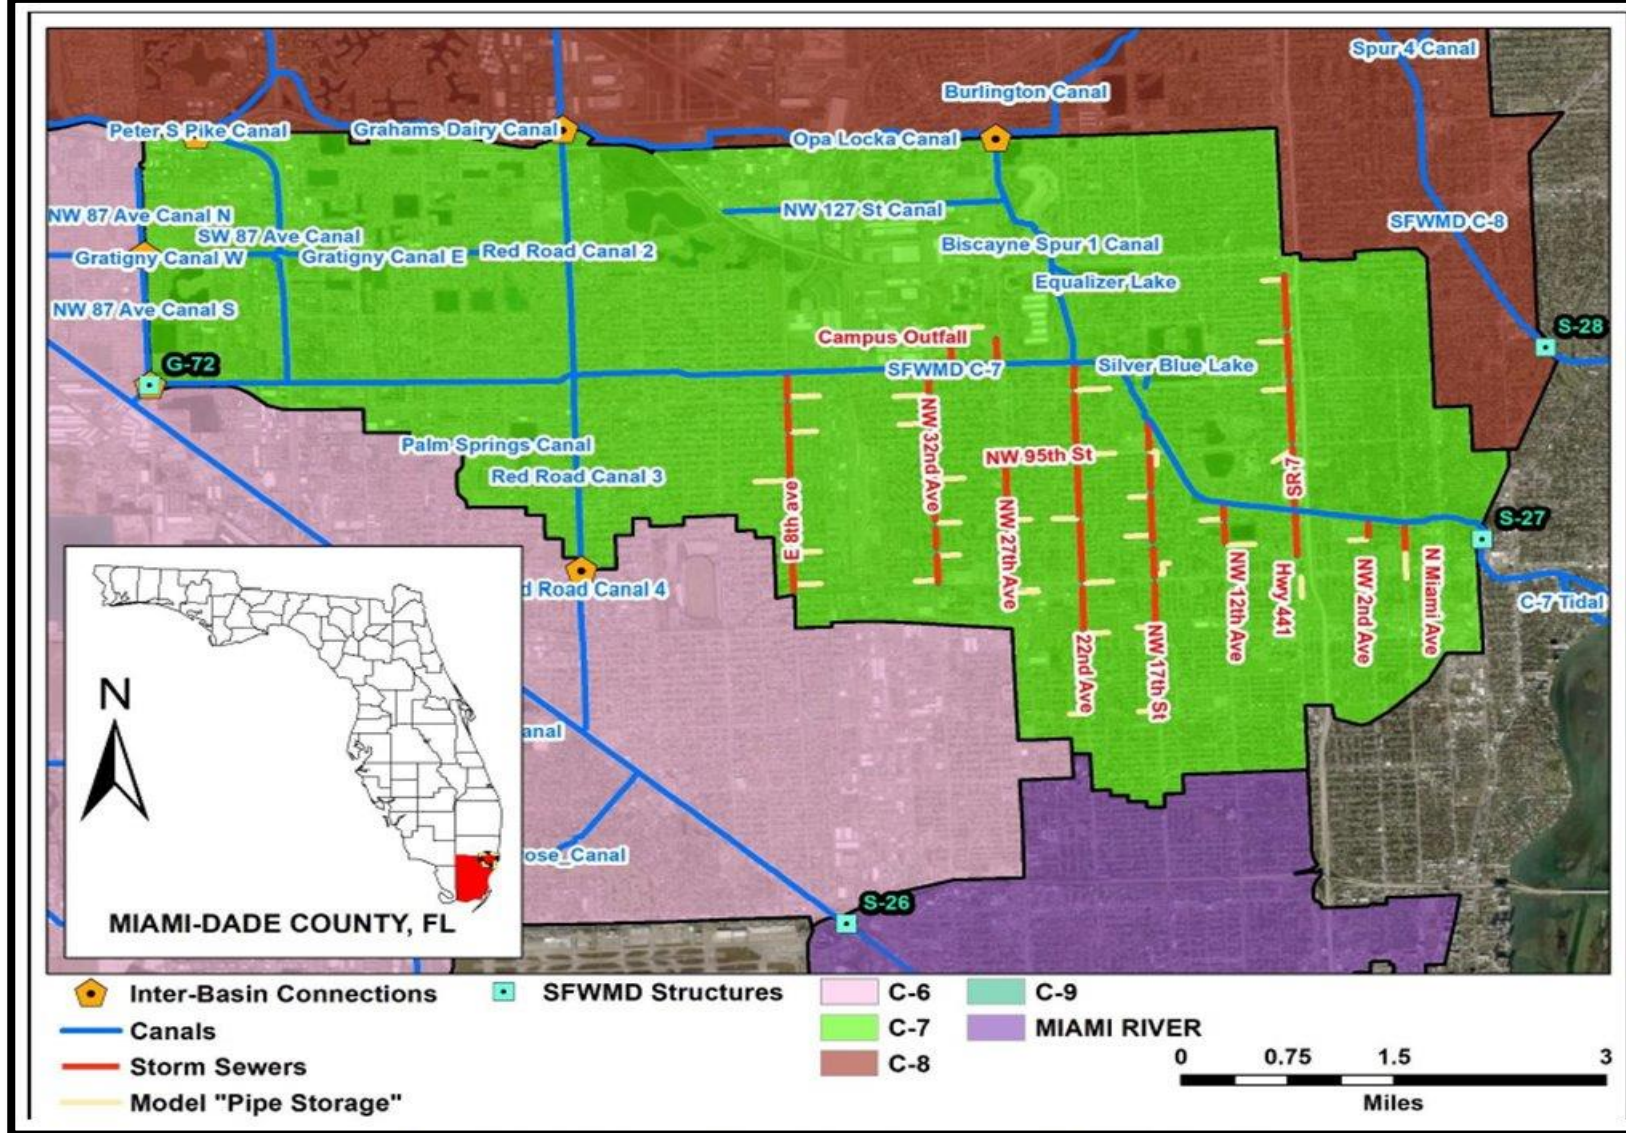 Spur 4 Canal
Burlington Canal
Peter S Pike Canal
Grahams Dairy Canal
Opa Locka Canal
NW 87 Ave Canal N
NW 127 St Canal
SFWMD C-8
SW 87 Ave Canal
Biscayne Spur 1 Canal
Gratigny Canal W
Gratigny Canal E
Red Road Canal 2
Equalizer Lake
NW 87 Ave Canal S
S-28
Campus Outfall
G-72
SFWMD C-7
Silver Blue Lake
Palm Springs Canal
NW 32nd Ave
NW 95th St
Red Road Canal 3
SR-7
E 8th ave
NW 27th Ave
S-27
d Road Canal 4
NW 12th Ave
Hwy 441
NW 2nd Ave
N Miami Ave
C-7 Tidal
22nd Ave
NW 17th St
N
anal
ose_Canal
S-26
MIAMI-DADE COUNTY, FL
Inter-Basin Connections
Canals
Storm Sewers
Model "Pipe Storage"
SFWMD Structures
C-6
C-7
C-8
C-9
MIAMI RIVER
0 0.75 1.5 3
Miles